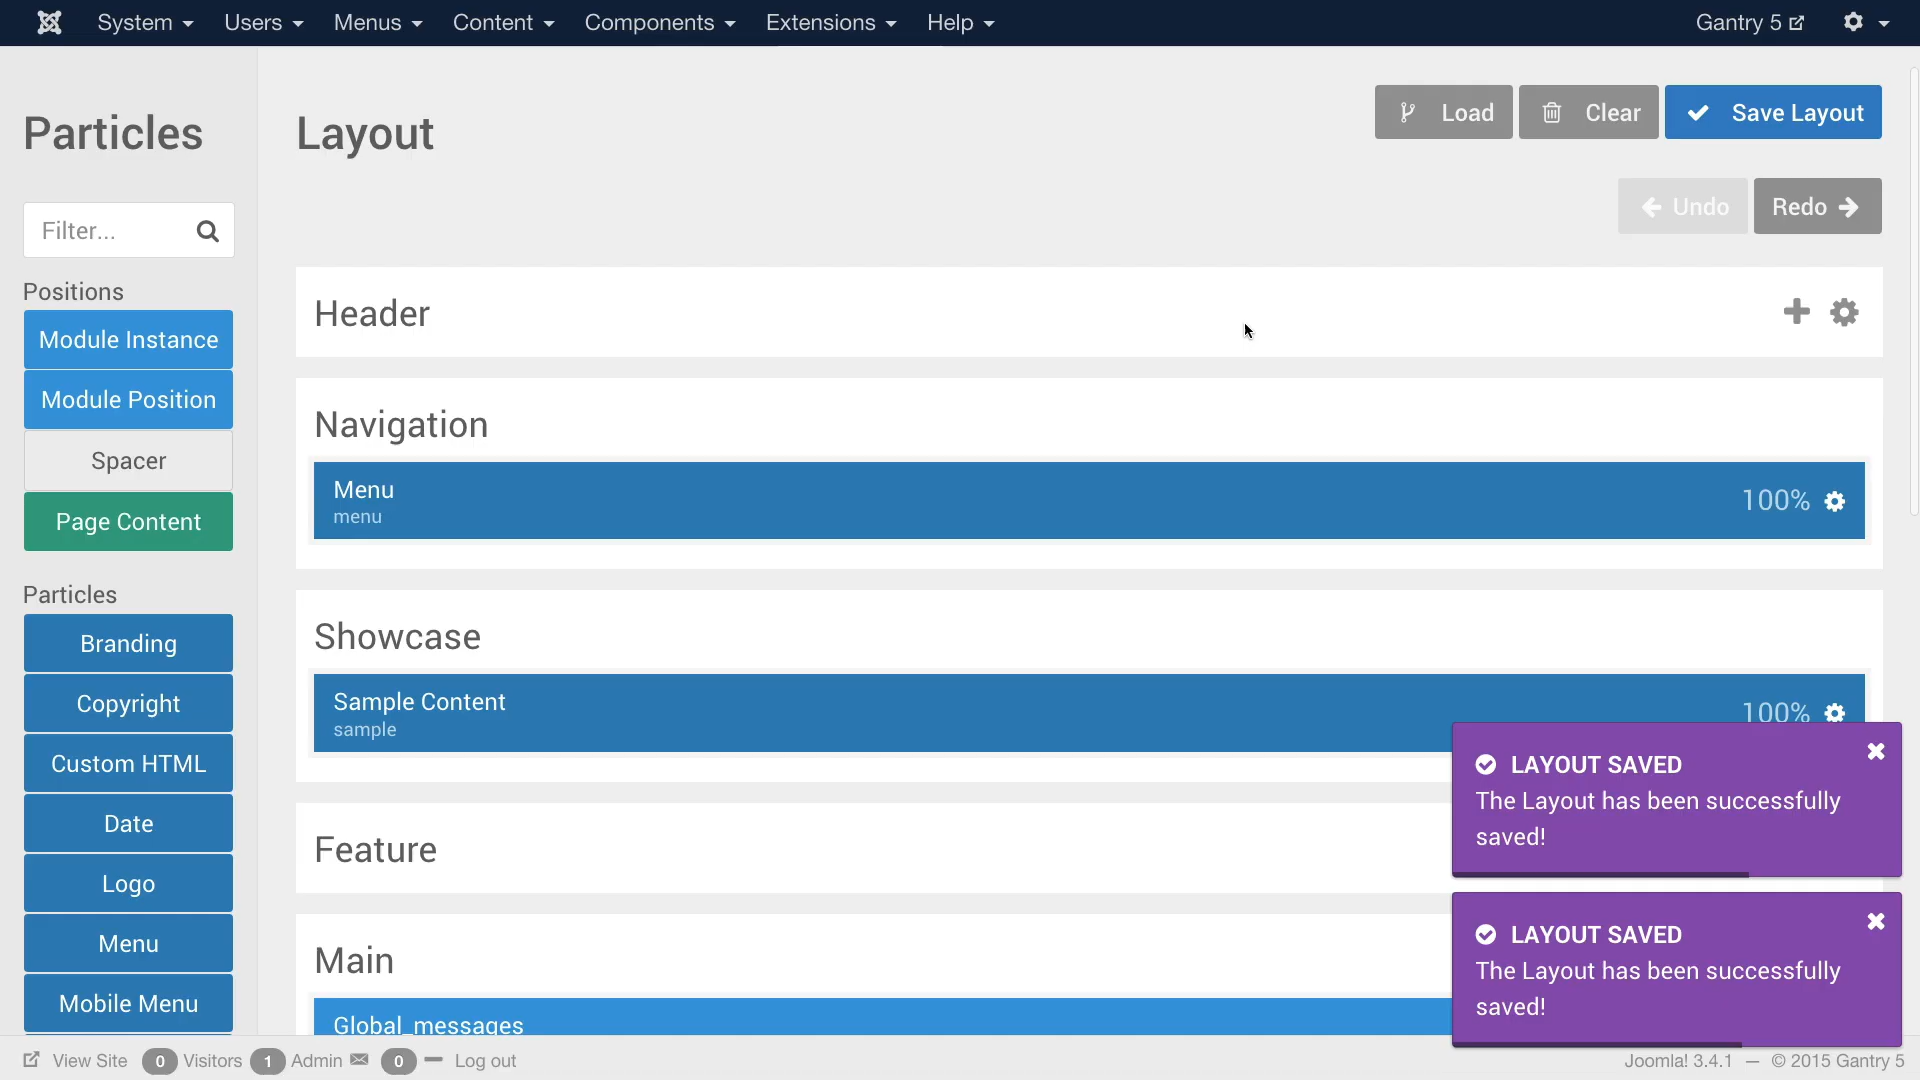 System Users Menus Content Components Extensions Help Gantry 5
Particles
Filter...
Positions
Module Instance
Module Position
Spacer
Page Content
Particles
Branding
Copyright
Custom HTML
Date
Logo
Menu
Mobile Menu
Layout
Load Clear Save Layout
Undo Redo
Header
Navigation
Menu
menu
100%
Showcase
Sample Content
sample
100%
Feature
Main
Global_messages
LAYOUT SAVED
The Layout has been successfully
saved!
LAYOUT SAVED
The Layout has been successfully
saved!
View Site 0 Visitors 1 Admin 0 Log out
Joomla! 3.4.1 — © 2015 Gantry 5